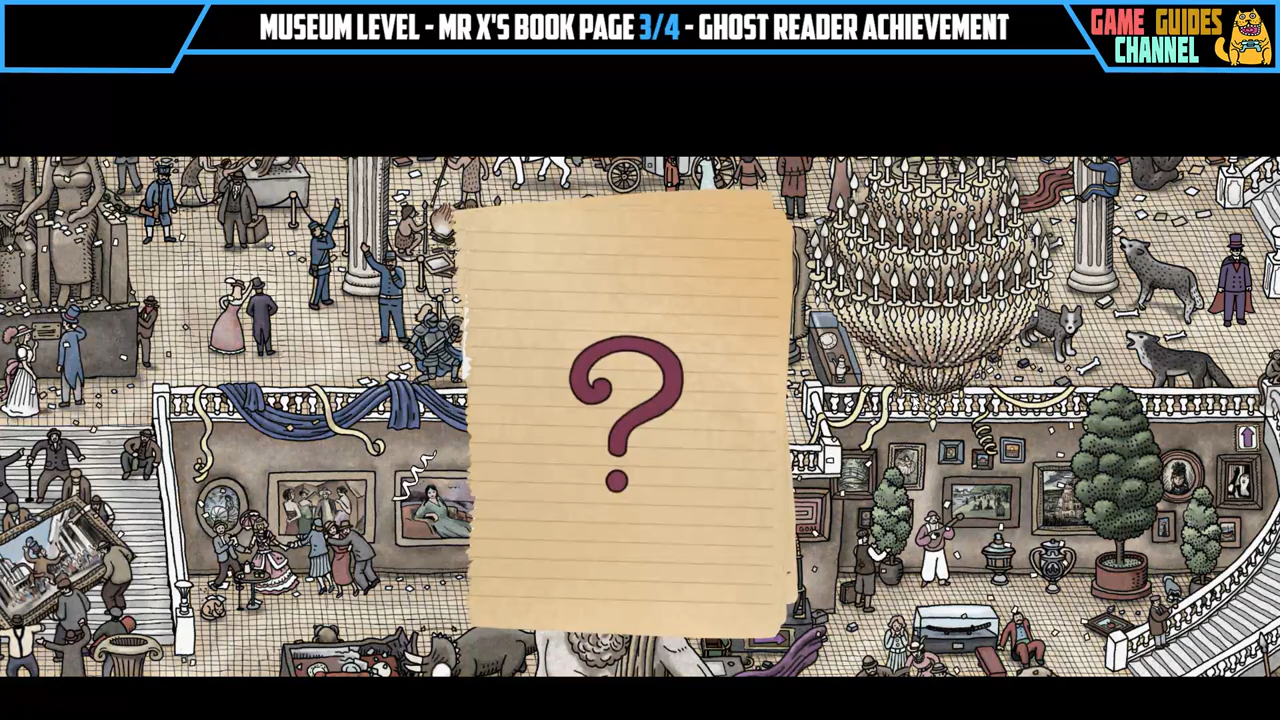 MUSEUM LEVEL - MR X'S BOOK PAGE 3/4 - GHOST READER ACHIEVEMENT
GAME GUIDES
CHANNEL
?